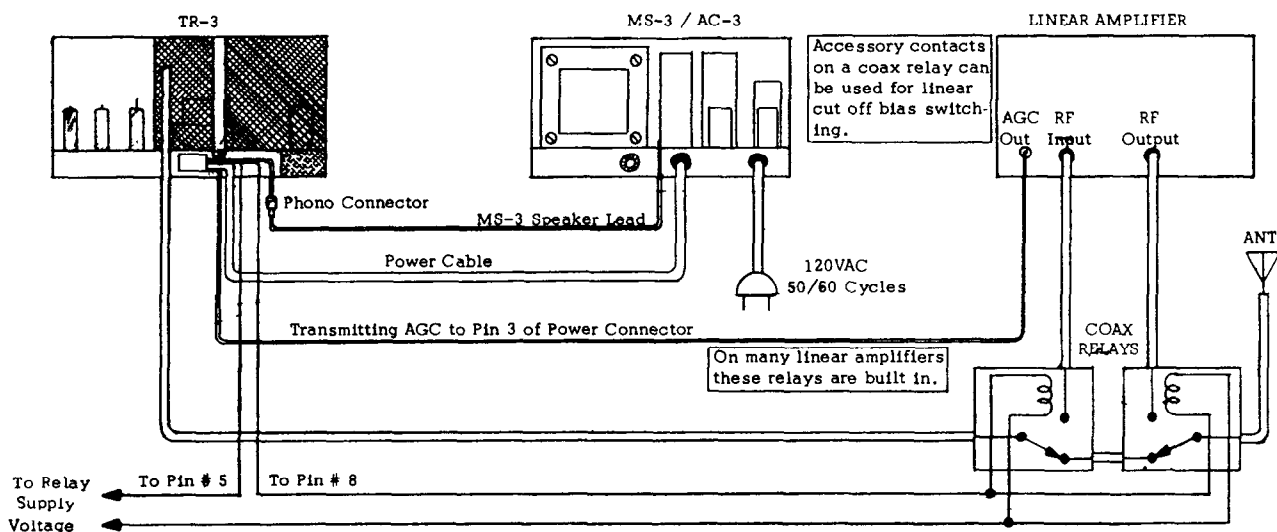 TR-3
MS-3 / AC-3
LINEAR AMPLIFIER
Accessory contacts
on a coax relay can
be used for linear
cut off bias switch-
ing.
AGC
Out
RF
Input
RF
Output
Phono Connector
MS-3 Speaker Lead
Power Cable
120VAC
50/60 Cycles
ANT
Transmitting AGC to Pin 3 of Power Connector
COAX
RELAYS
On many linear amplifiers
these relays are built in.
To Relay
Supply
Voltage
To Pin # 5
To Pin # 8